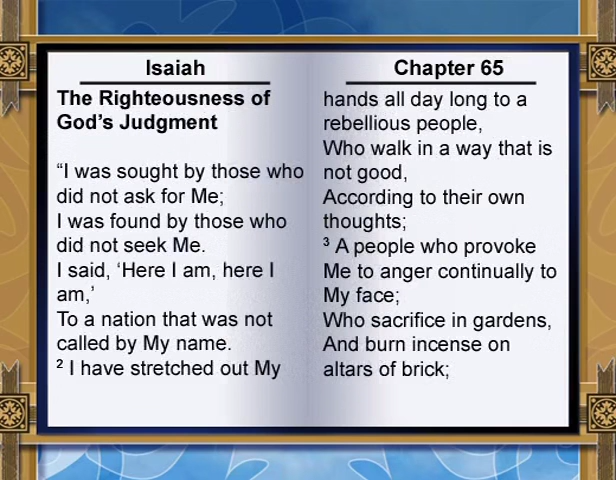 Isaiah
The Righteousness of
God's Judgment
“I was sought by those who
did not ask for Me;
I was found by those who
did not seek Me.
I said, ‘Here I am, here I
am,’
To a nation that was not
called by My name.
² I have stretched out My
Chapter 65
hands all day long to a
rebellious people,
Who walk in a way that is
not good,
According to their own
thoughts;
³ A people who provoke
Me to anger continually to
My face;
Who sacrifice in gardens,
And burn incense on
altars of brick;